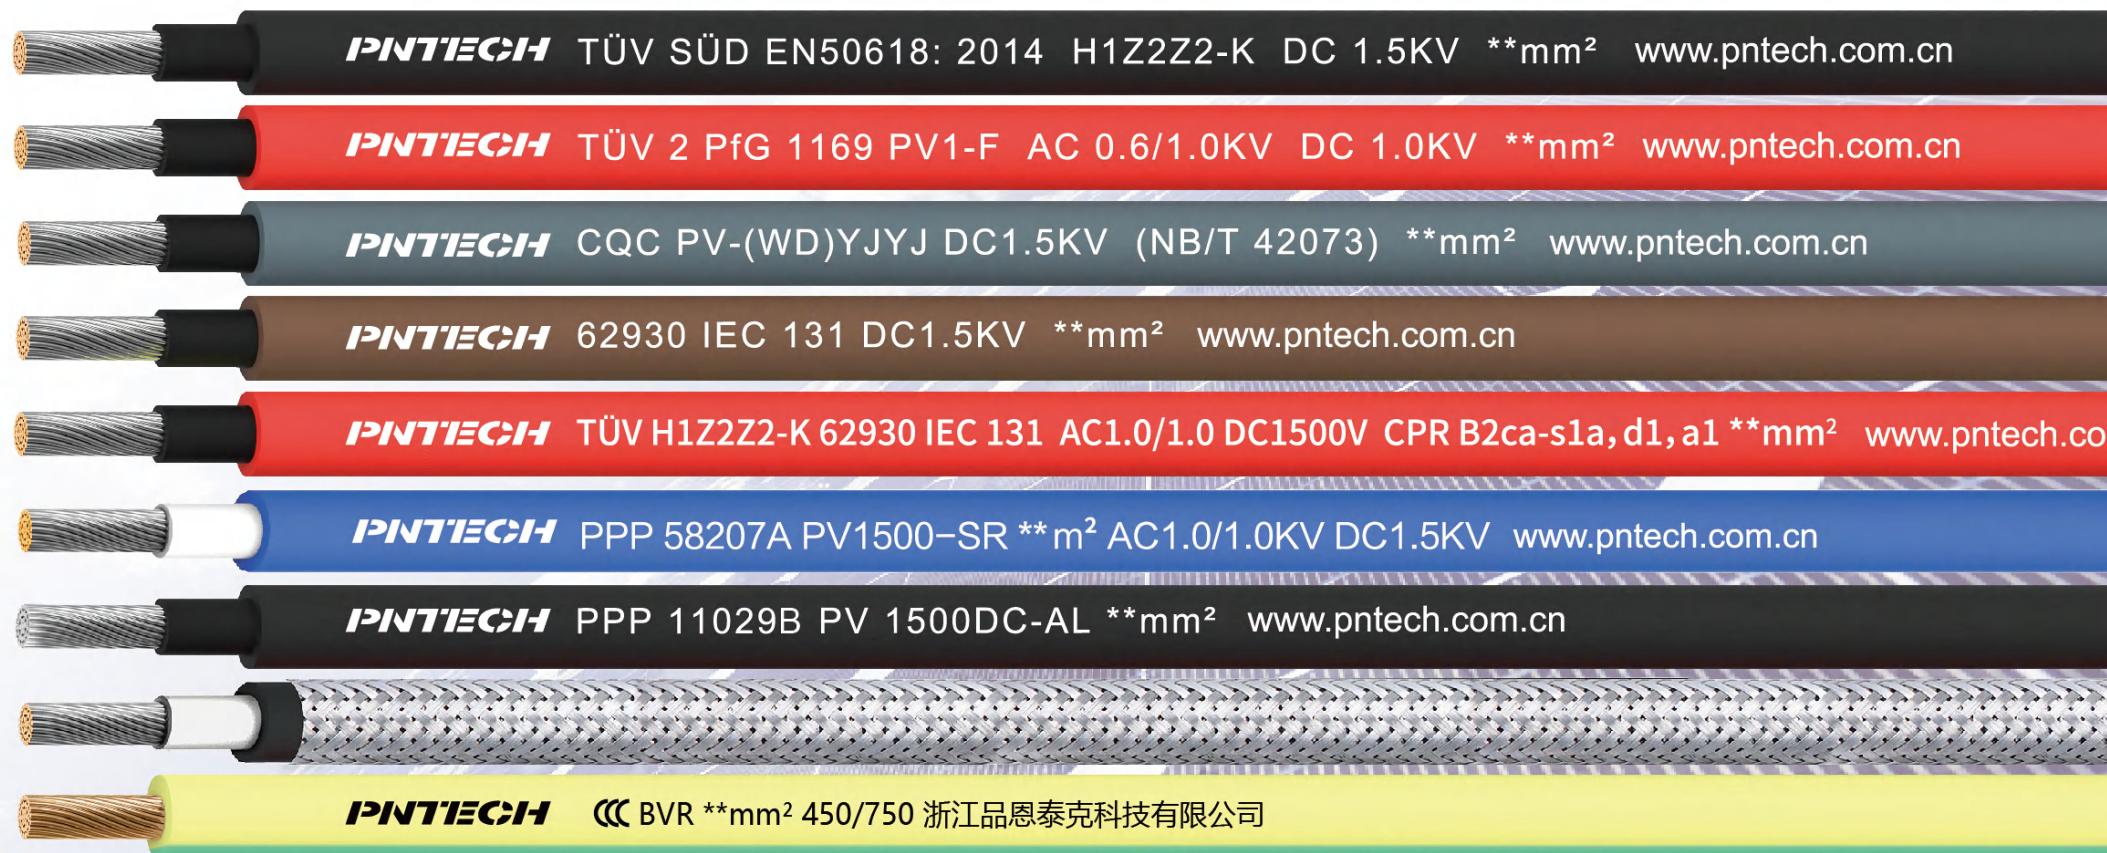 PNTECH TÜV SÜD EN50618: 2014 H1Z2Z2-K DC 1.5KV **mm² www.pntech.com.cn
PNTECH TÜV 2 PfG 1169 PV1-F AC 0.6/1.0KV DC 1.0KV **mm² www.pntech.com.cn
PNTECH CQC PV-(WD)YJYJ DC1.5KV (NB/T 42073) **mm² www.pntech.com.cn
PNTECH 62930 IEC 131 DC1.5KV **mm² www.pntech.com.cn
PNTECH TÜV H1Z2Z2-K 62930 IEC 131 AC1.0/1.0 DC1500V CPR B2ca-s1a, d1, a1 **mm² www.pntech.co
PNTECH PPP 58207A PV1500-SR **m² AC1.0/1.0KV DC1.5KV www.pntech.com.cn
PNTECH PPP 11029B PV 1500DC-AL **mm² www.pntech.com.cn
PNTECH CCC BVR **mm² 450/750 浙江品恩泰克科技有限公司